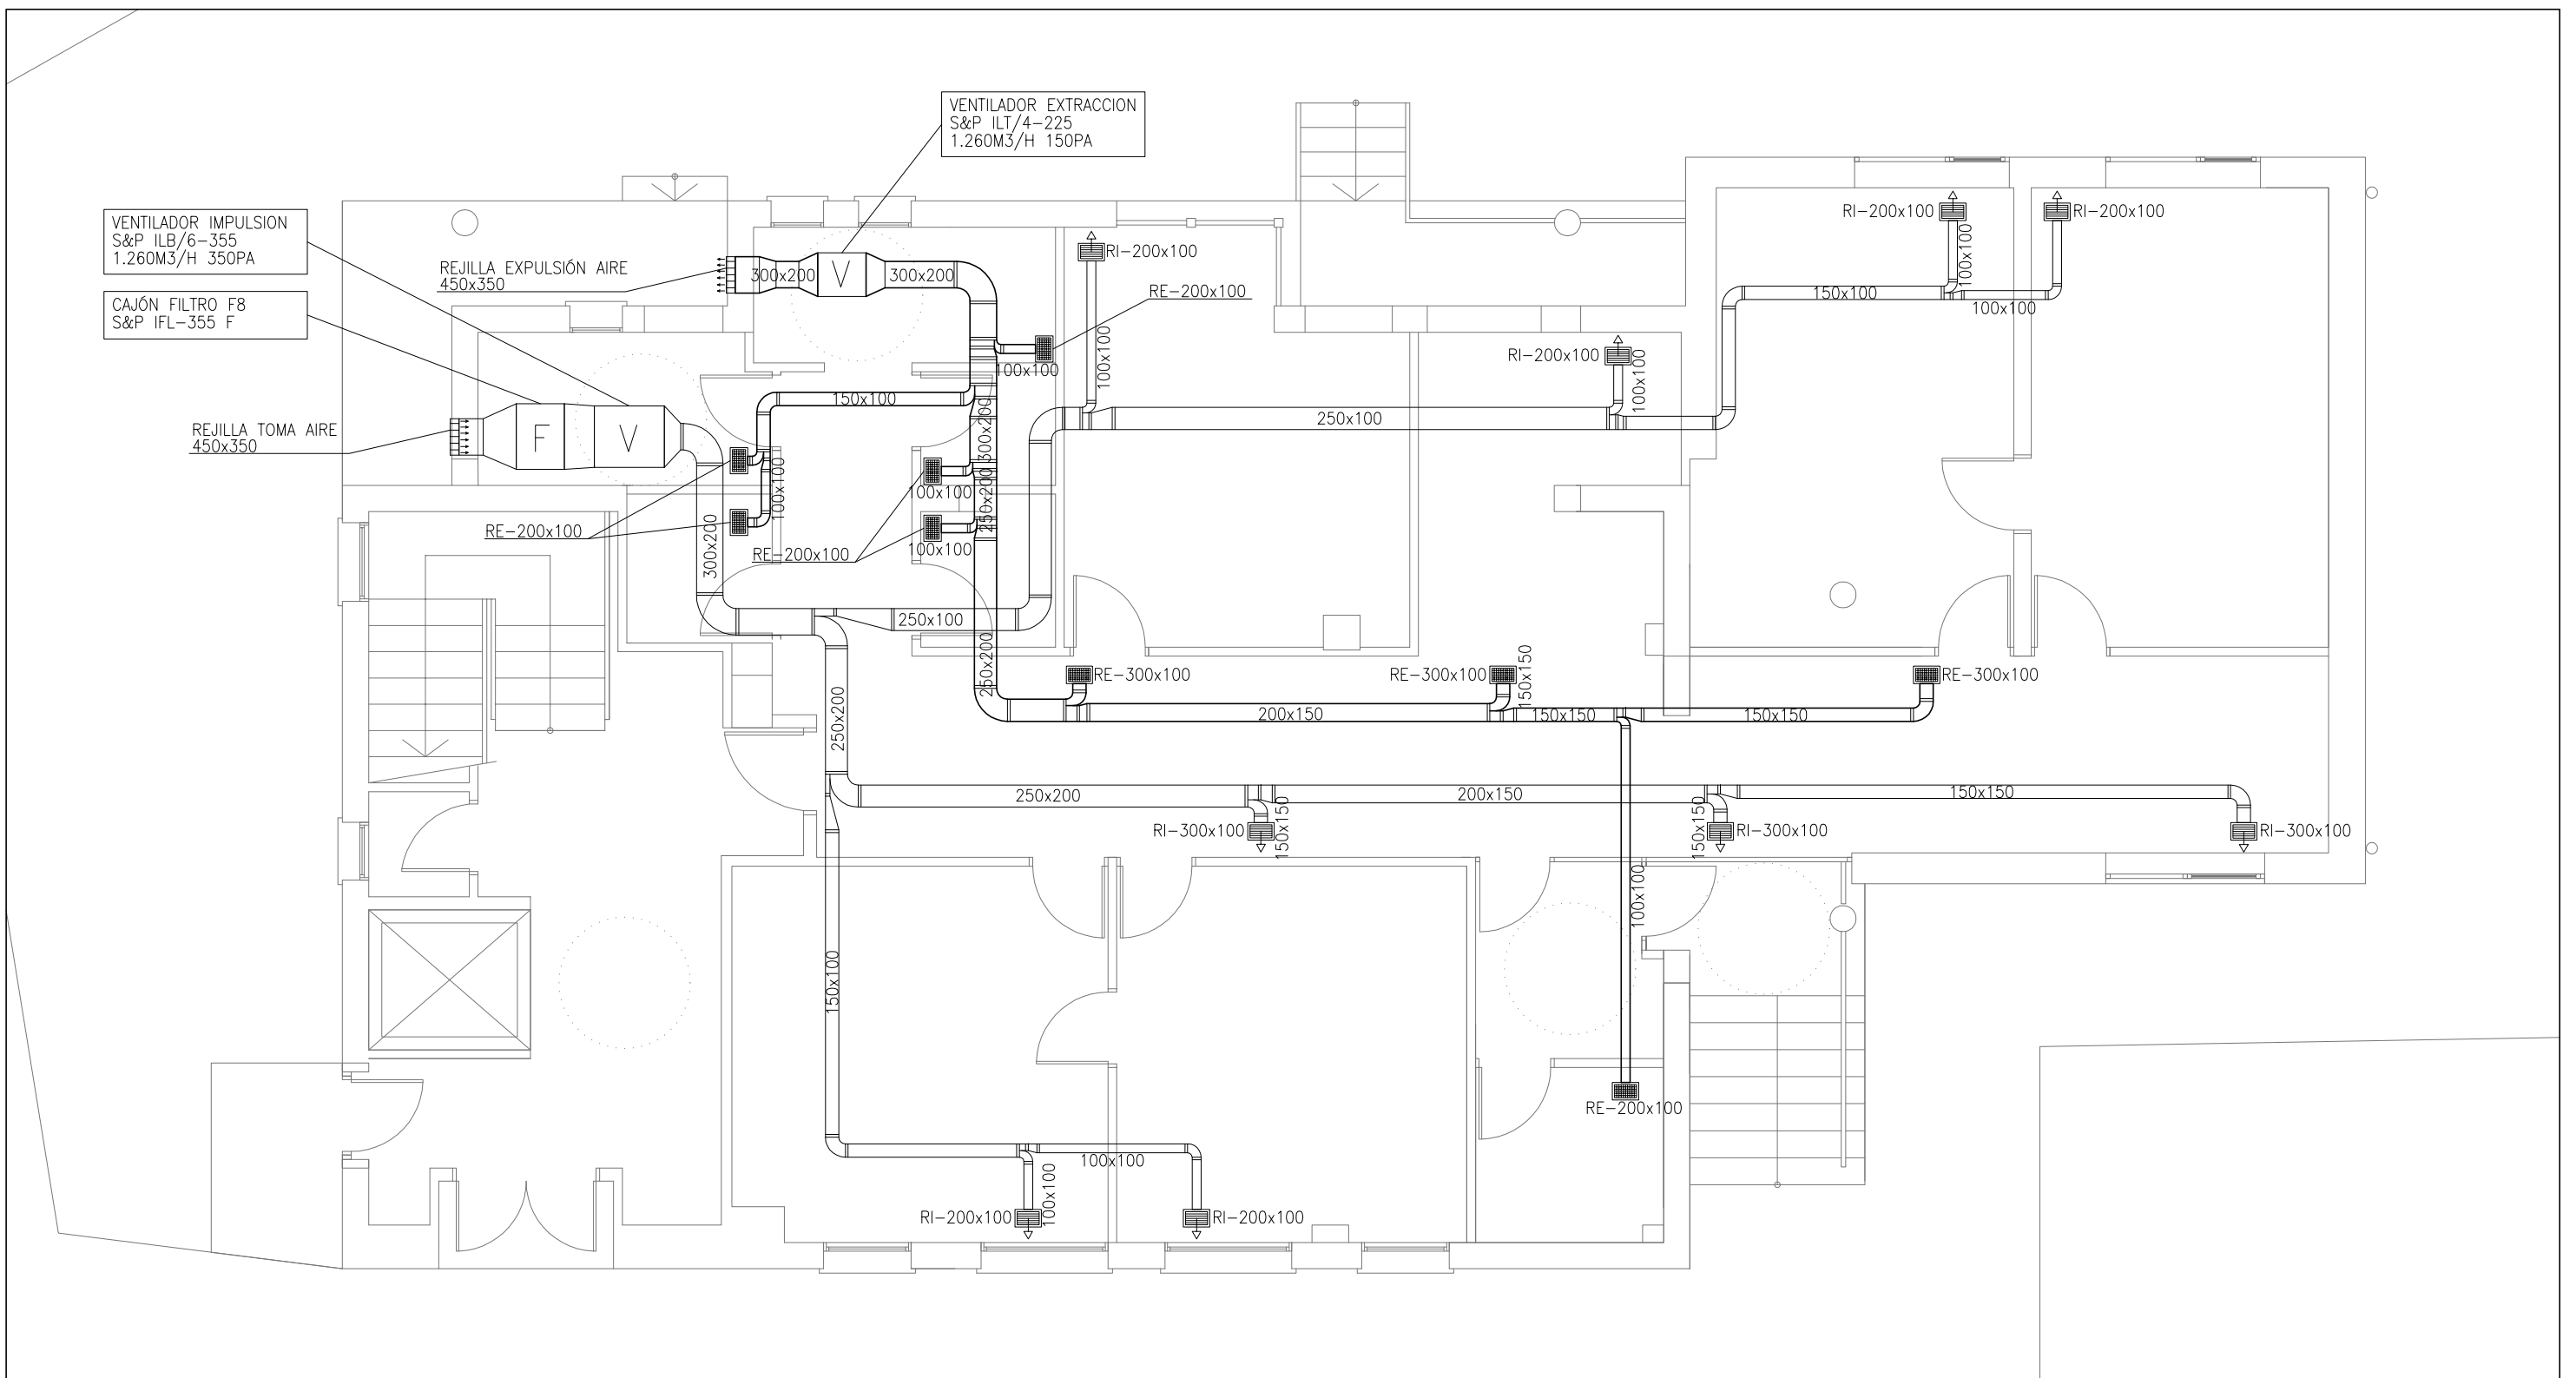 VENTILADOR EXTRACCION
S&P ILT/4-225
1.260M3/H 150PA
VENTILADOR IMPULSION
S&P ILB/6-355
1.260M3/H 350PA
CAJÓN FILTRO F8
S&P IFL-355 F
REJILLA EXPULSIÓN AIRE
450x350
300x200
V
300x200
RE-200x100
RI-200x100
RI-200x100
RI-200x100
100x100
150x100
100x100
RI-200x100
100x100
100x100
100x100
REJILLA TOMA AIRE
450x350
F
V
150x100
300x200
250x100
100x100
100x100
250x200
100x100
RE-200x100
RE-200x100
300x200
250x100
250x200
RE-300x100
RE-300x100
150x150
RE-300x100
250x200
200x150
150x150
150x150
250x200
200x150
150x150
RI-300x100
150x150
150x150
RI-300x100
RI-300x100
100x100
150x100
RE-200x100
100x100
100x100
RI-200x100
RI-200x100